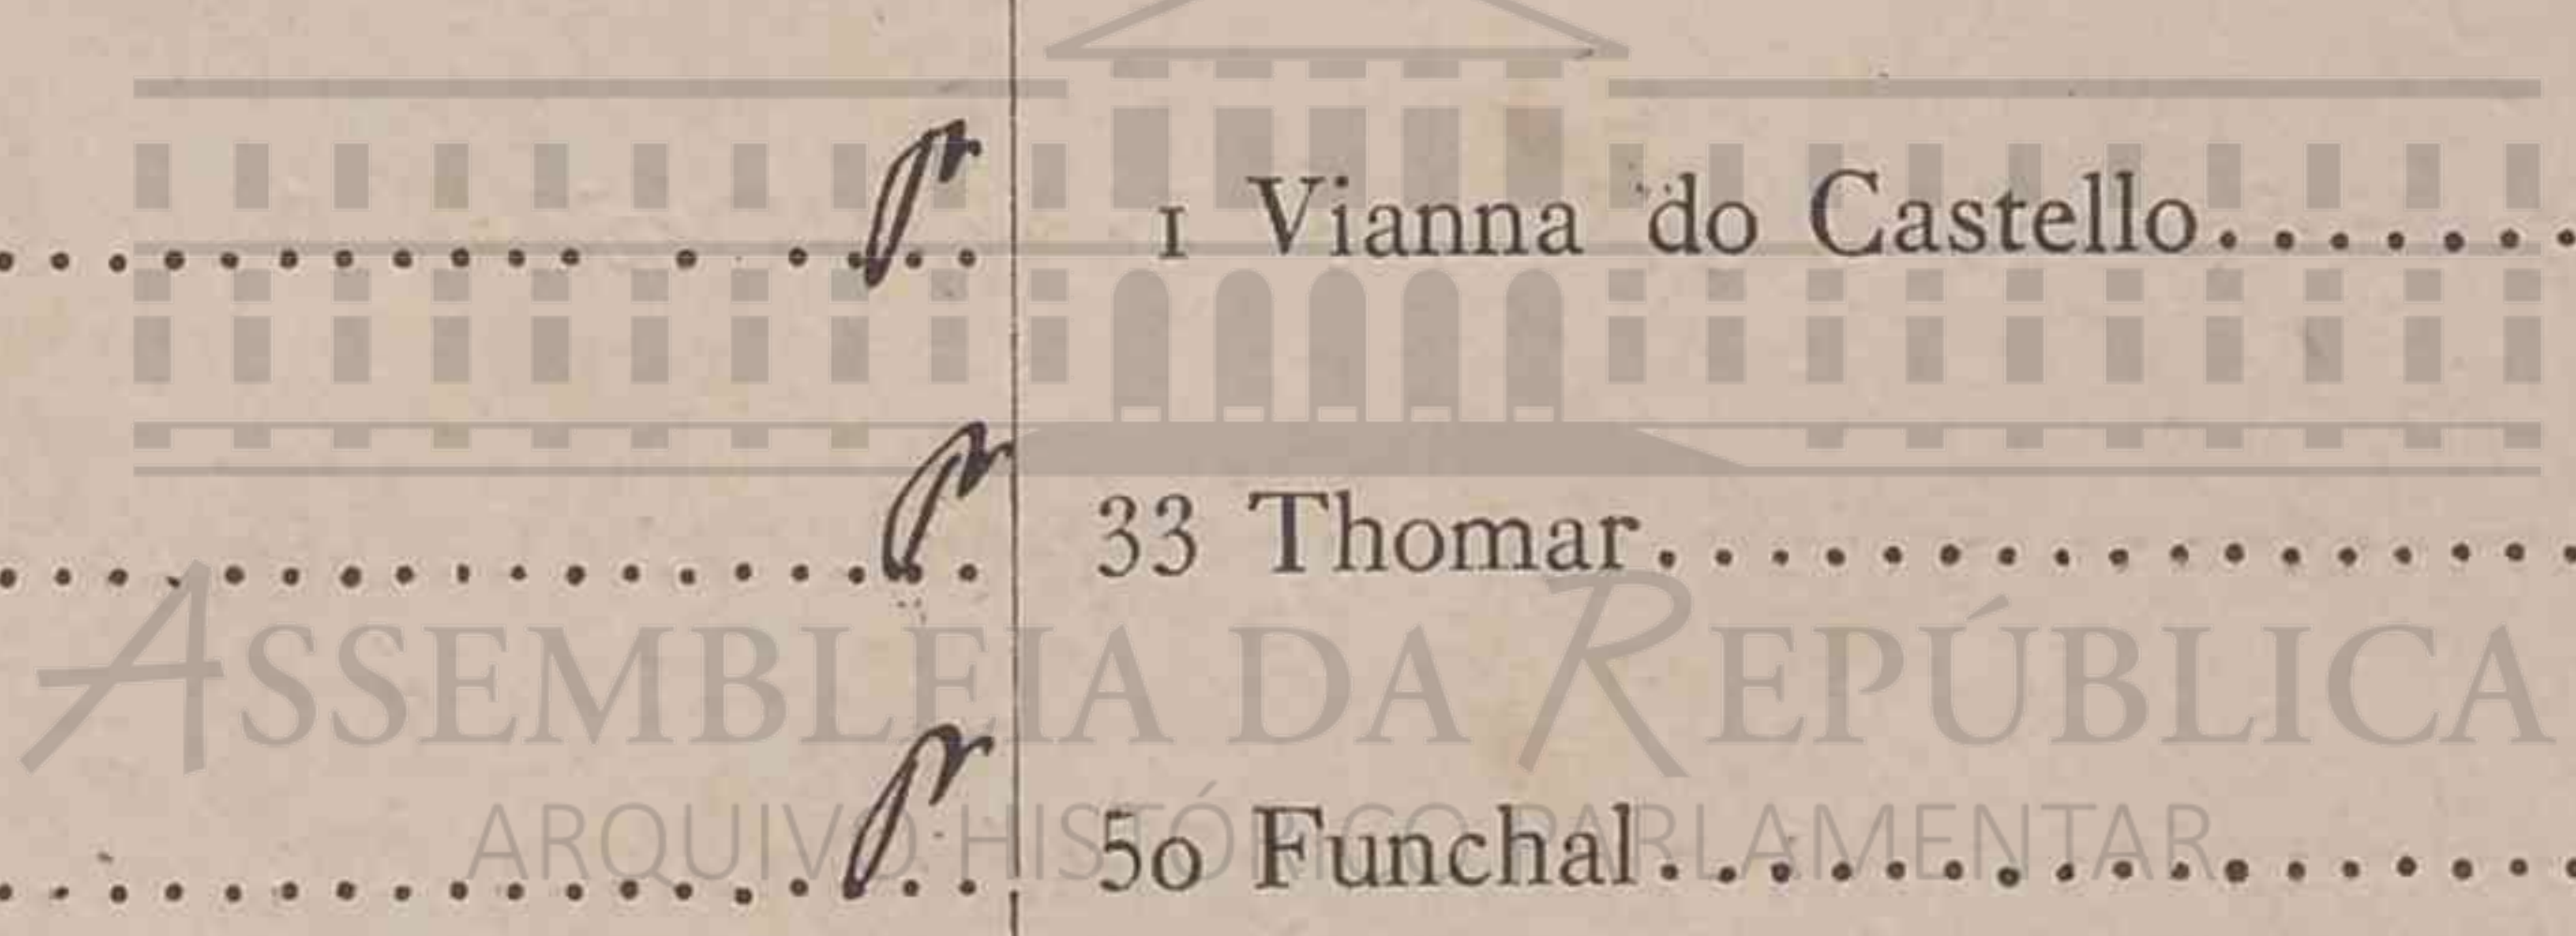 1 Vianna do Castello....... 
33 Thomar.................
50 Funchal.................
ASSEMBLEIA DA REPÚBLICA
ARQUIVO HISTÓRICO PARLAMENTAR